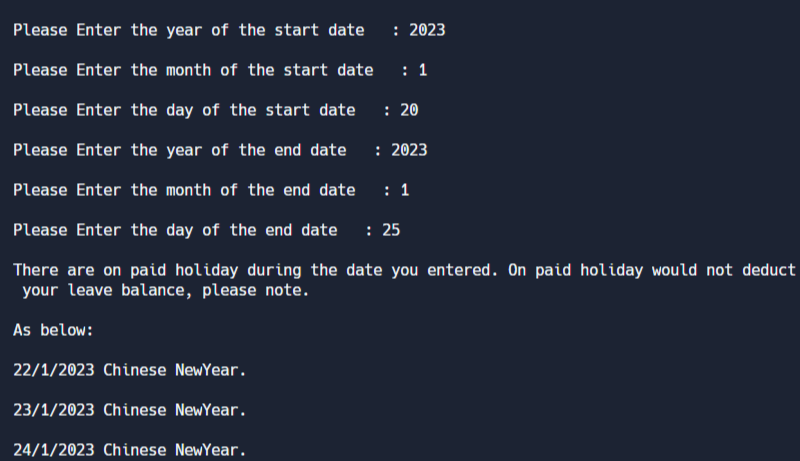 Please Enter the year of the start date   : 2023
Please Enter the month of the start date   : 1
Please Enter the day of the start date   : 20
Please Enter the year of the end date   : 2023
Please Enter the month of the end date   : 1
Please Enter the day of the end date   : 25
There are on paid holiday during the date you entered. On paid holiday would not deduct
 your leave balance, please note.
As below:
22/1/2023 Chinese NewYear.
23/1/2023 Chinese NewYear.
24/1/2023 Chinese NewYear.